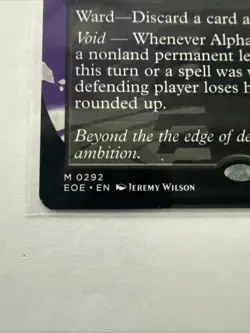 Ward—Discard a card a
Void — Whenever Alpha
a nonland permanent le
this turn or a spell was w
defending player loses h
rounded up.
Beyond the the edge of de
ambition.
M 0292
EOE • EN JEREMY WILSON